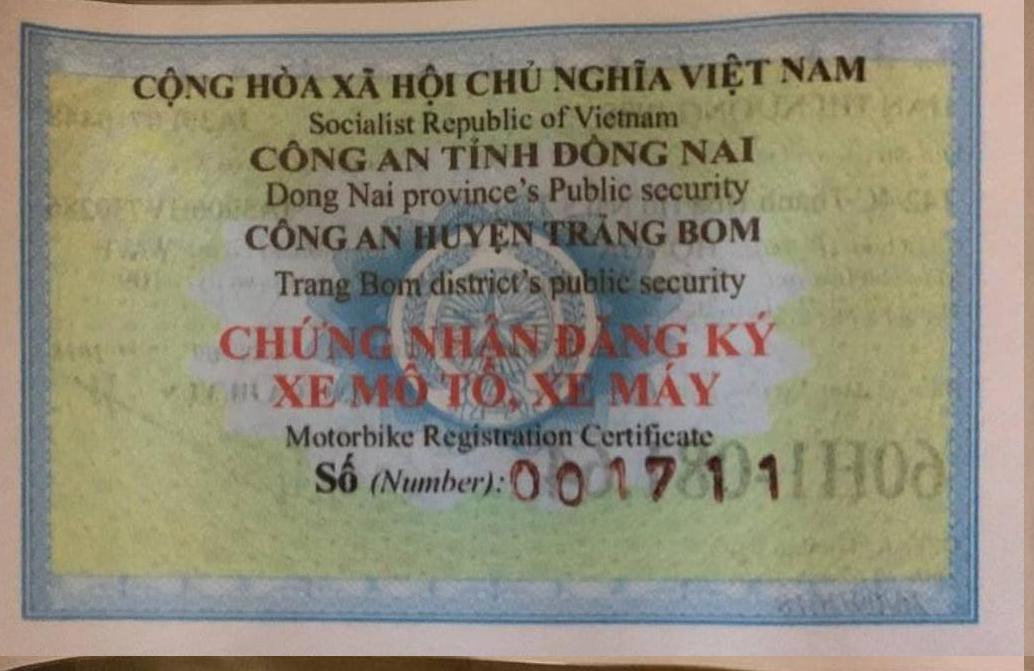 CỘNG HÒA XÃ HỘI CHỦ NGHĨA VIỆT NAM
Socialist Republic of Vietnam
CÔNG AN TỈNH ĐỒNG NAI
Dong Nai province's Public security
CÔNG AN HUYỆN TRẢNG BOM
Trang Bom district's public security
CHỨNG NHẬN ĐĂNG KÝ
XE MÔ TÔ, XE MÁY
Motorbike Registration Certificate
Số (Number): 001711